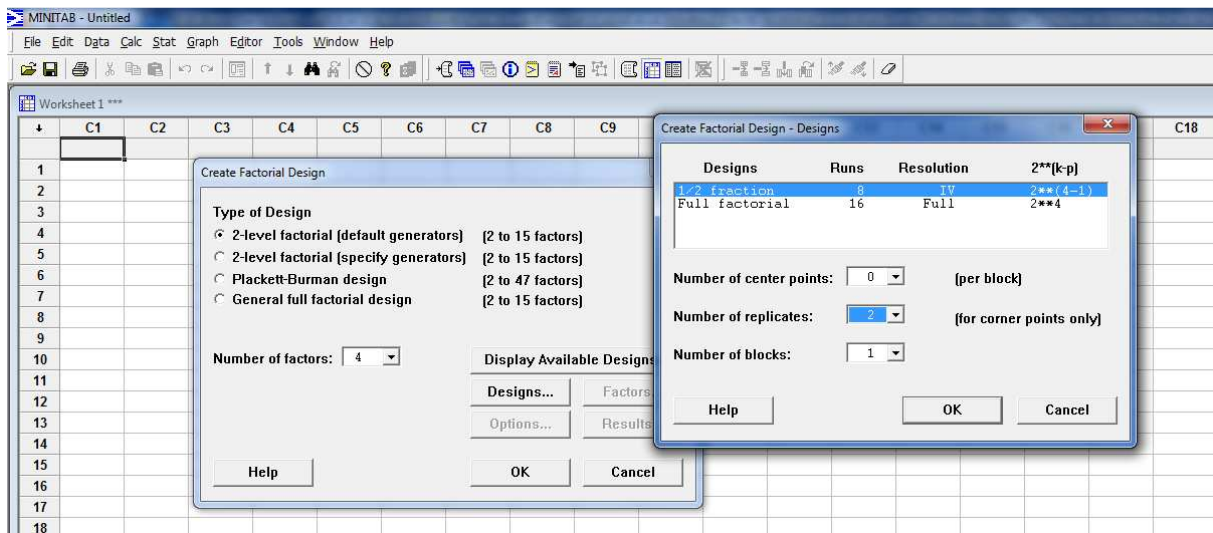 MINITAB - Untitled
File Edit Data Calc Stat Graph Editor Tools Window Help
Worksheet 1 ***
C1 C2 C3 C4 C5 C6 C7 C8 C9 C18
1
2
3
4
5
6
7
8
9
10
11
12
13
14
15
16
17
18
Create Factorial Design
Type of Design
2-level factorial (default generators) (2 to 15 factors)
2-level factorial (specify generators) (2 to 15 factors)
Plackett-Burman design (2 to 47 factors)
General full factorial design (2 to 15 factors)
Number of factors: 4
Display Available Designs
Designs... Factors
Options... Results
Help OK Cancel
Create Factorial Design - Designs
Designs Runs Resolution 2**(k-p)
1/2 fraction 8 IV 2**(4-1)
Full factorial 16 Full 2**4
Number of center points: 0 (per block)
Number of replicates: 2 (for corner points only)
Number of blocks: 1
Help OK Cancel